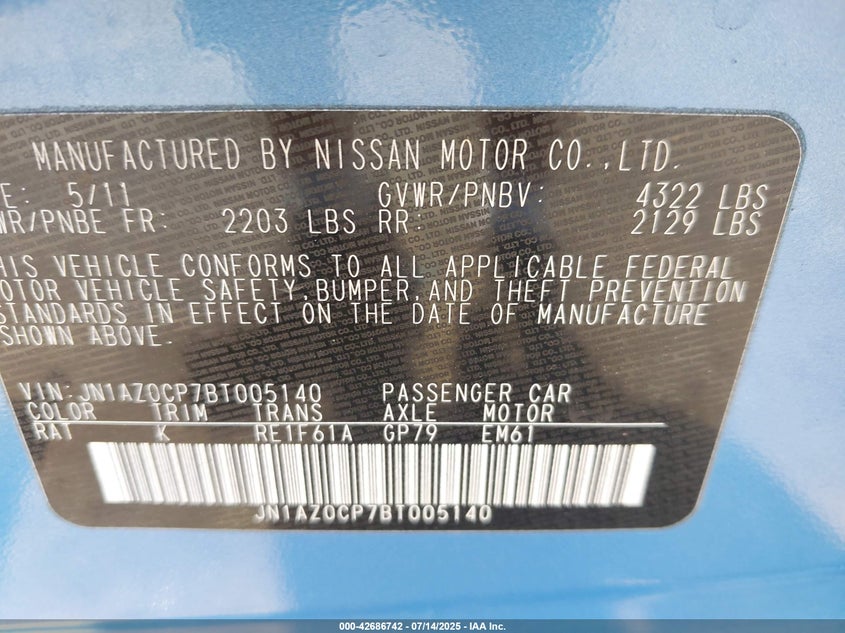 MANUFACTURED BY NISSAN MOTOR CO.,LTD.
E: 5/11 GVWR/PNBV: 4322 LBS
WR/PNBE FR: 2203 LBS RR: 2129 LBS
HIS VEHICLE CONFORMS TO ALL APPLICABLE FEDERAL
OTOR VEHICLE SAFETY,BUMPER,AND THEFT PREVENTION
STANDARDS IN EFFECT ON THE DATE OF MANUFACTURE
SHOWN ABOVE.
VIN:JN1AZ0CP7BT005140 PASSENGER CAR
COLOR TRIM TRANS AXLE MOTOR
RAT K RE1F61A GP79 EM61
JN1AZ0CP7BT005140
000-42686742 - 07/14/2025 - IAA Inc.